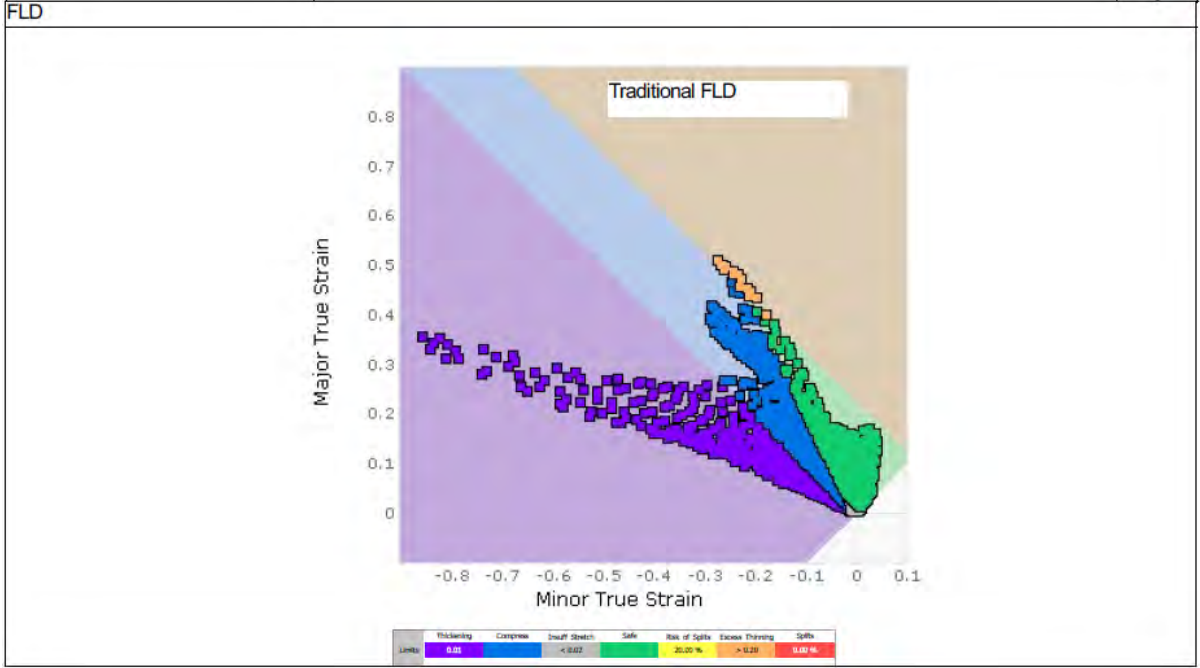 FLD
Traditional FLD
0.8
0.7
0.6
0.5
0.4
0.3
0.2
0.1
0
Major True Strain
-0.8 -0.7 -0.6 -0.5 -0.4 -0.3 -0.2 -0.1 0 0.1
Minor True Strain
Thickening Compress Insuff Stretch Safe Risk of Splits Excess Thinning Splits
Limits 0.01 < 0.02 20.00 % > 0.20 0.00 %